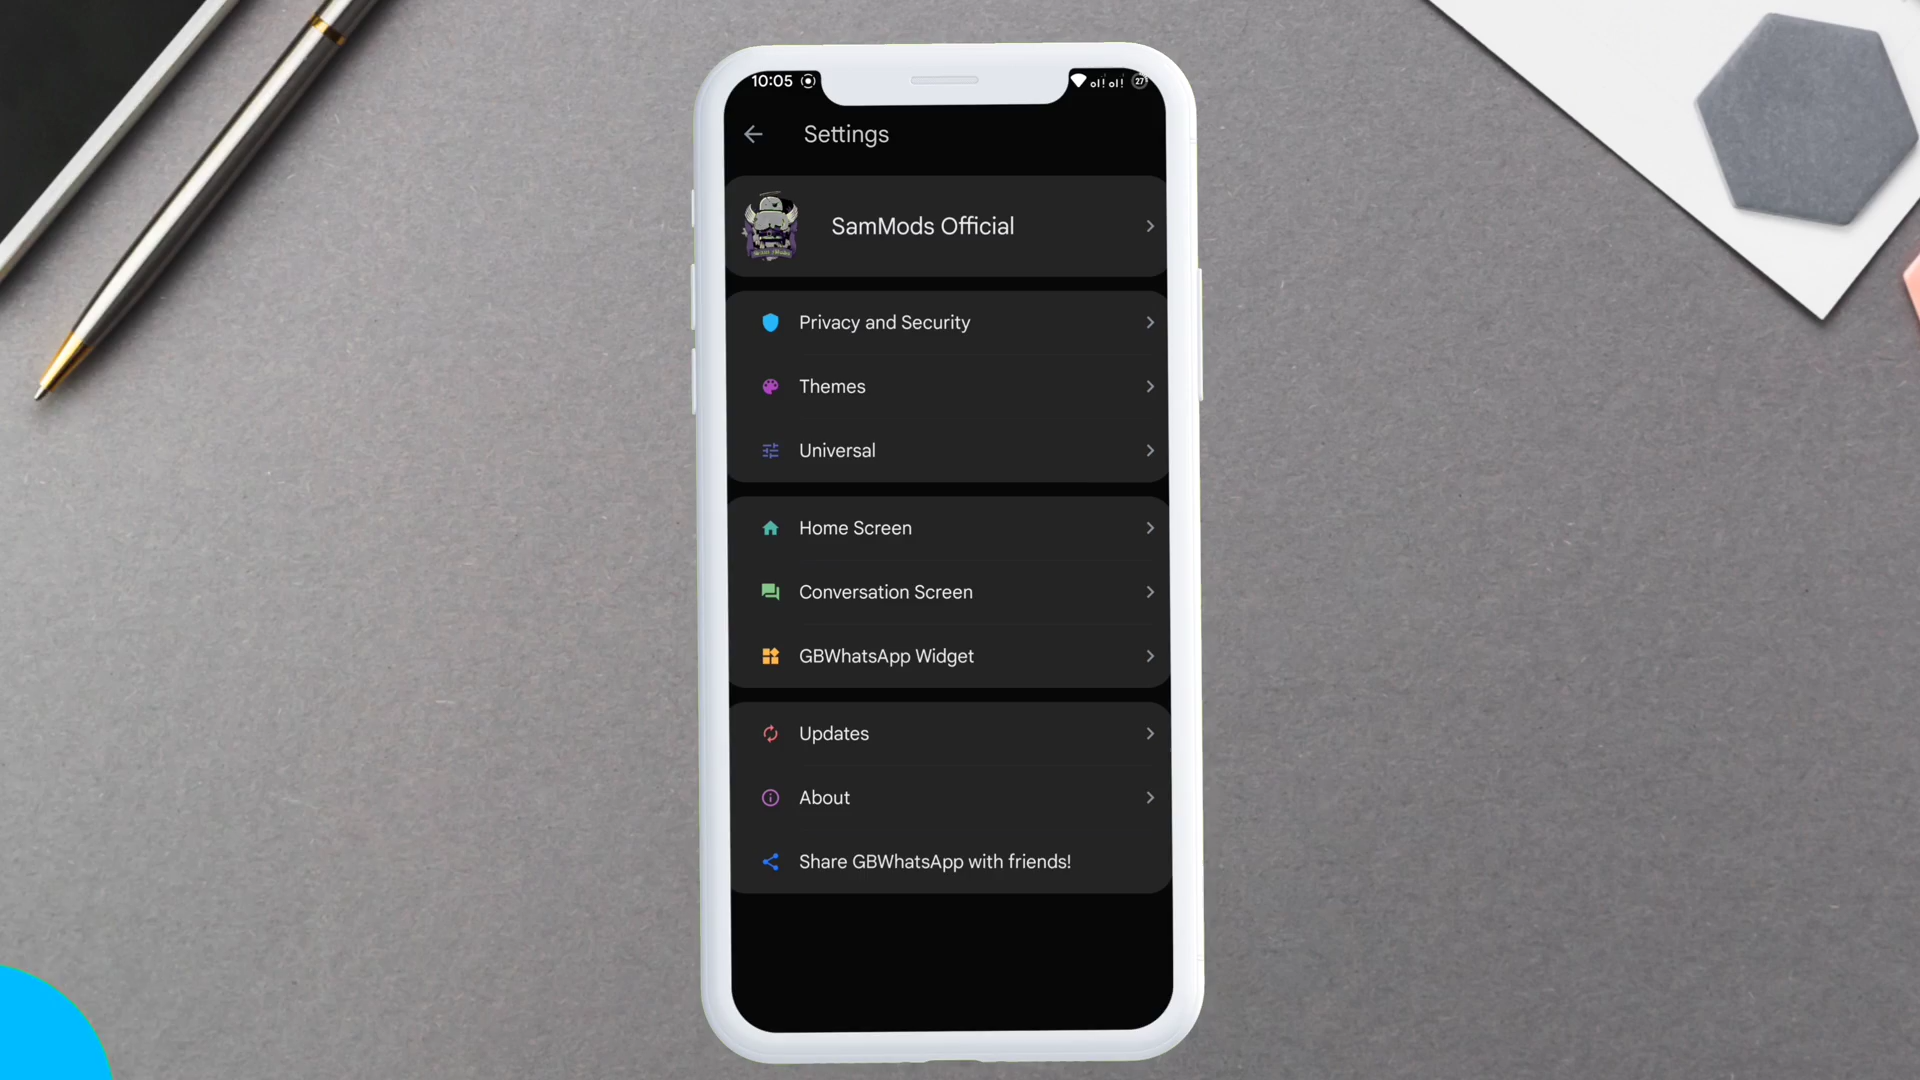 10:05
27
Settings
SamMods Official
Privacy and Security
Themes
Universal
Home Screen
Conversation Screen
GBWhatsApp Widget
Updates
About
Share GBWhatsApp with friends!